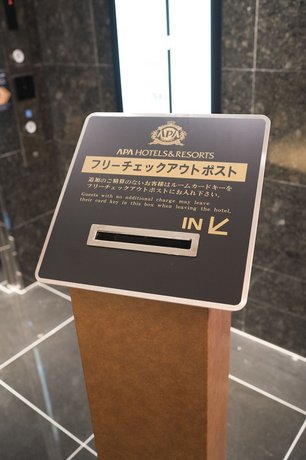 APA
APA HOTELS&RESORTS
フリーチェックアウトポスト
追加のご精算のないお客様はルームカードキーを
フリーチェックアウトポストにお入れ下さい。
Guests with no additional charge may leave
their card key in this box when leaving the hotel.
IN